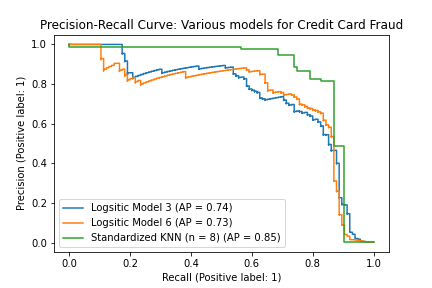 Precision-Recall Curve: Various models for Credit Card Fraud
Precision (Positive label: 1)
1.0
0.8
0.6
0.4
0.2
0.0
Logsitic Model 3 (AP = 0.74)
Logsitic Model 6 (AP = 0.73)
Standardized KNN (n = 8) (AP = 0.85)
0.0 0.2 0.4 0.6 0.8 1.0
Recall (Positive label: 1)